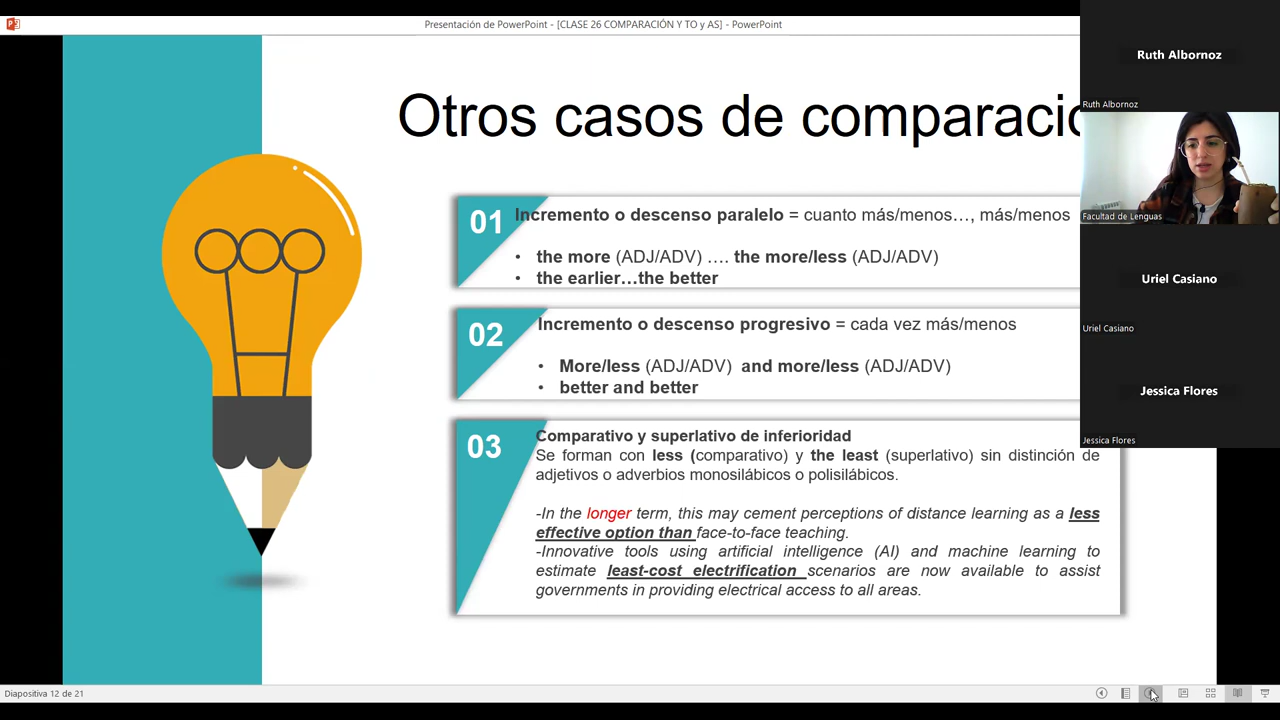 Presentación de PowerPoint - [CLASE 26 COMPARACIÓN Y TO y AS] - PowerPoint
Otros casos de comparació
01
Incremento o descenso paralelo = cuanto más/menos…, más/menos
• the more (ADJ/ADV) …. the more/less (ADJ/ADV)
• the earlier…the better
02
Incremento o descenso progresivo = cada vez más/menos
• More/less (ADJ/ADV) and more/less (ADJ/ADV)
• better and better
03
Comparativo y superlativo de inferioridad
Se forman con less (comparativo) y the least (superlativo) sin distinción de
adjetivos o adverbios monosilábicos o polisilábicos.
-In the longer term, this may cement perceptions of distance learning as a less
effective option than face-to-face teaching.
-Innovative tools using artificial intelligence (AI) and machine learning to
estimate least-cost electrification scenarios are now available to assist
governments in providing electrical access to all areas.
Ruth Albornoz
Ruth Albornoz
Facultad de Lenguas
Uriel Casiano
Uriel Casiano
Jessica Flores
Jessica Flores
Diapositiva 12 de 21